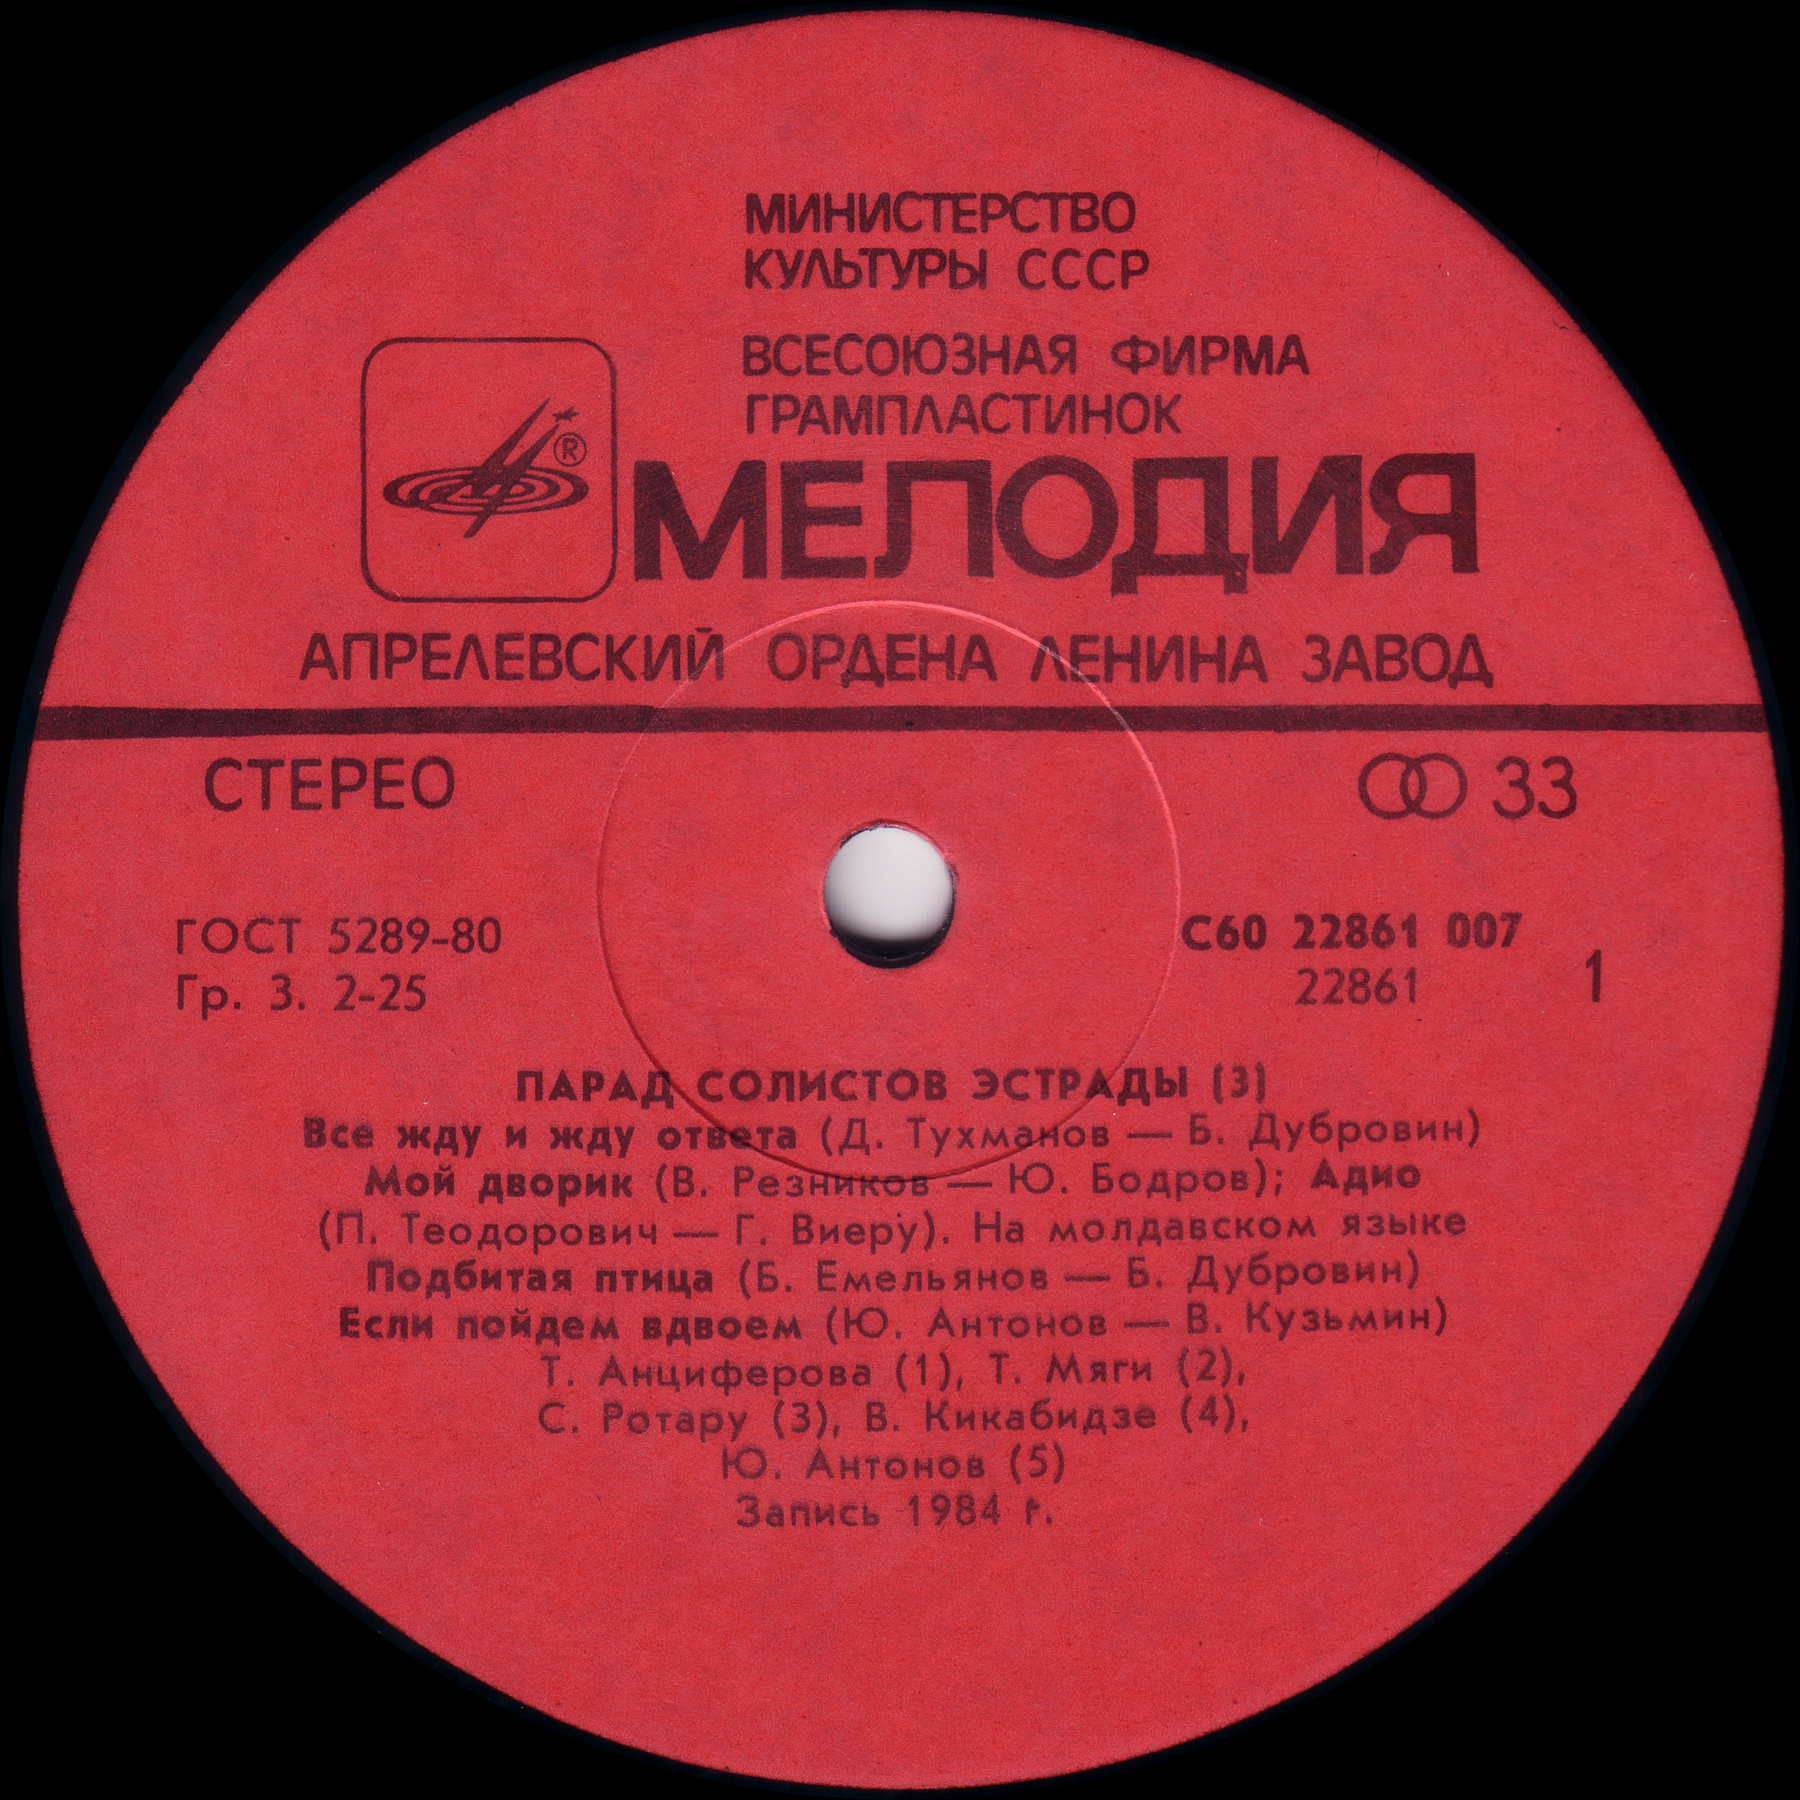 МИНИСТЕРСТВО
КУЛЬТУРЫ СССР
ВСЕСОЮЗНАЯ ФИРМА
ГРАМПЛАСТИНОК
®
МЕЛОДИЯ
АПРЕЛЕВСКИЙ ОРДЕНА ЛЕНИНА ЗАВОД
СТЕРЕО
33
ГОСТ 5289-80
Гр. 3. 2-25
С60 22861 007
22861
1
ПАРАД СОЛИСТОВ ЭСТРАДЫ (3)
Все жду и жду ответа (Д. Тухманов — Б. Дубровин)
Мой дворик (В. Резников — Ю. Бодров); Адио
(П. Теодорович — Г. Виеру). На молдавском языке
Подбитая птица (Б. Емельянов — Б. Дубровин)
Если пойдем вдвоем (Ю. Антонов — В. Кузьмин)
Т. Анциферова (1), Т. Мяги (2),
С. Ротару (3), В. Кикабидзе (4),
Ю. Антонов (5)
Запись 1984 г.